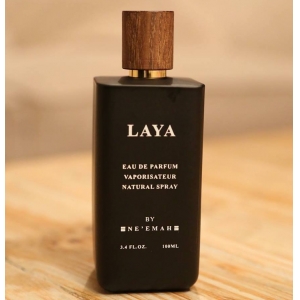 LAYA
EAU DE PARFUM
VAPORISATEUR
NATURAL SPRAY
BY
NE'EMAH
3.4 FL.OZ. 100ML